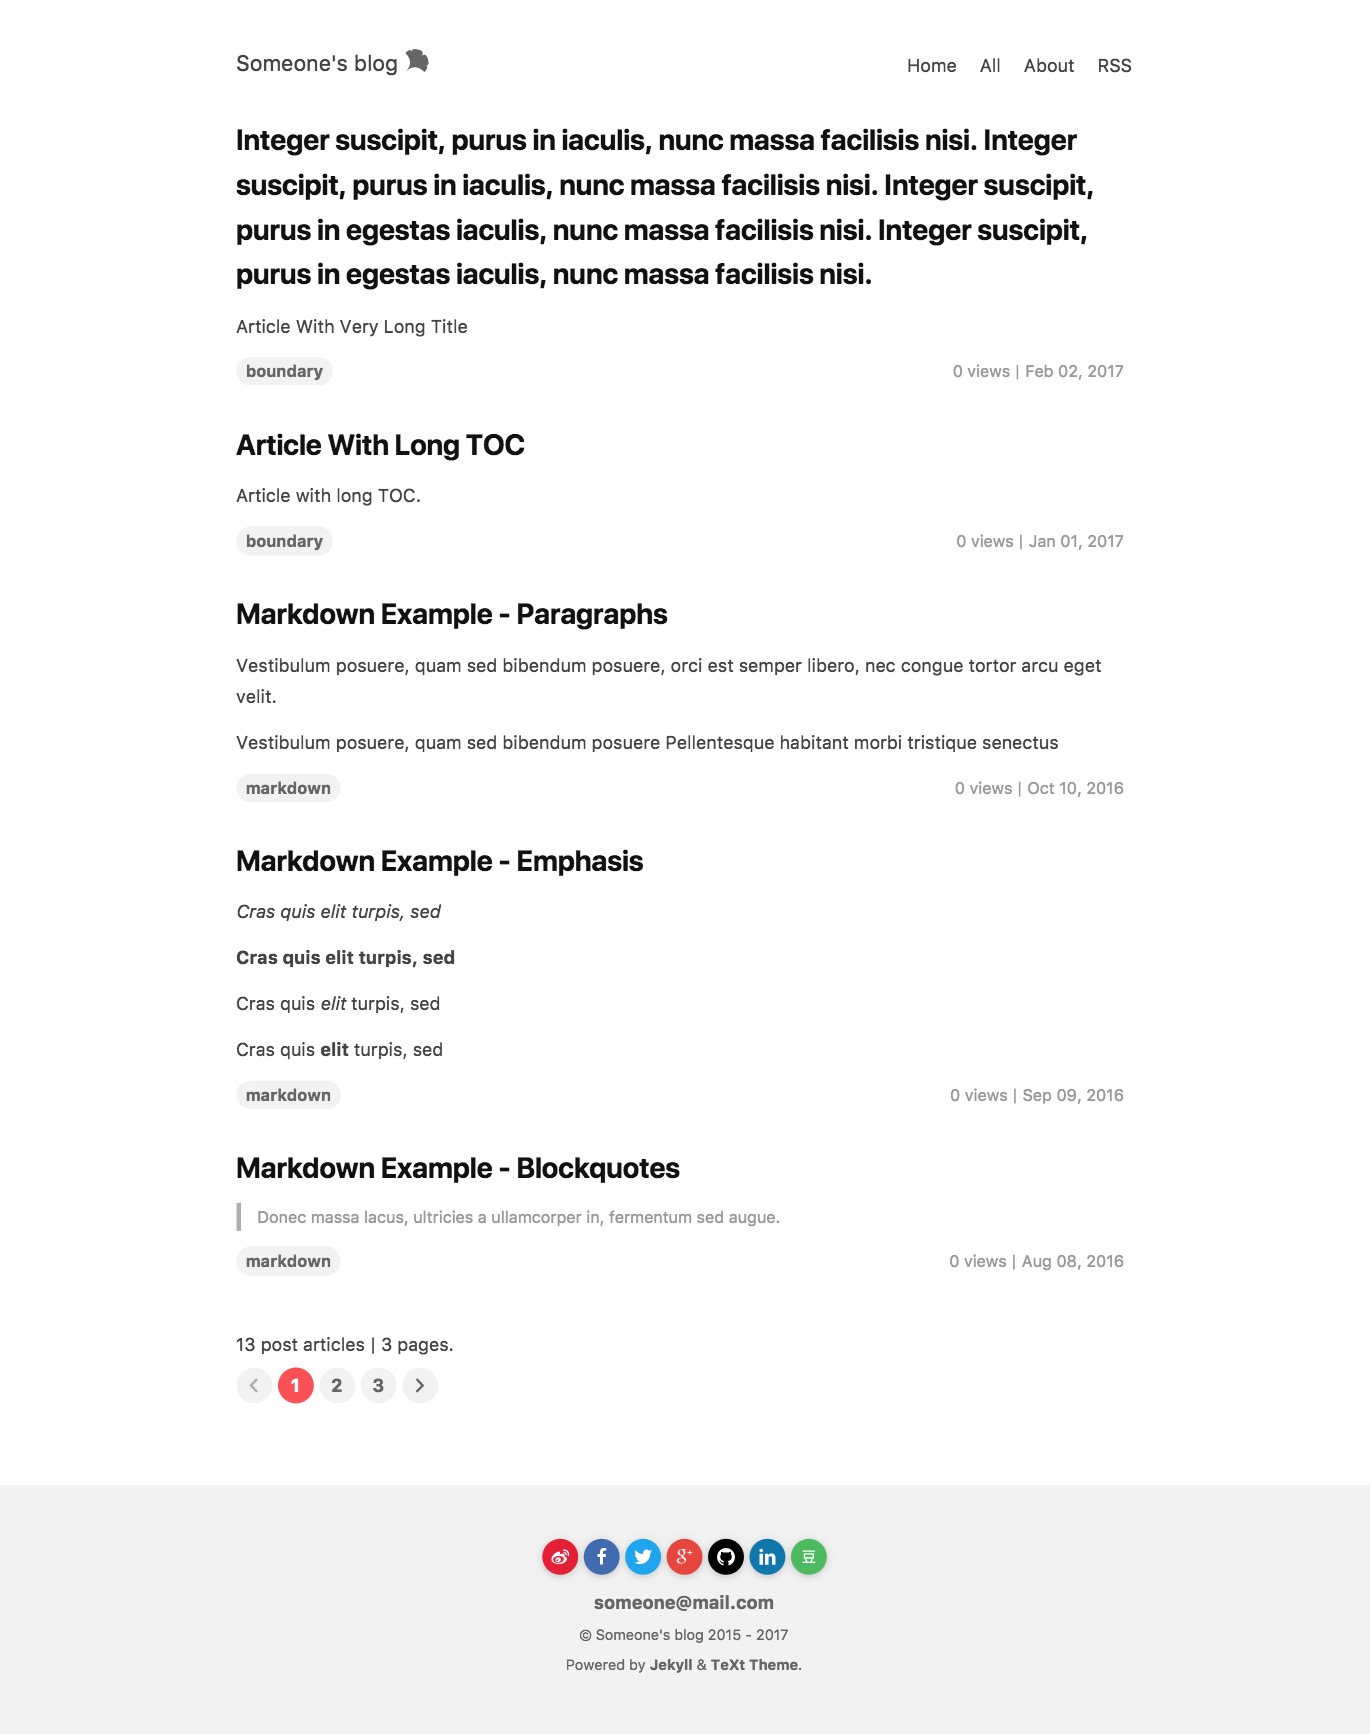 Someone's blog
Home All About RSS
Integer suscipit, purus in iaculis, nunc massa facilisis nisi. Integer
suscipit, purus in iaculis, nunc massa facilisis nisi. Integer suscipit,
purus in egestas iaculis, nunc massa facilisis nisi. Integer suscipit,
purus in egestas iaculis, nunc massa facilisis nisi.
Article With Very Long Title
boundary 0 views | Feb 02, 2017
Article With Long TOC
Article with long TOC.
boundary 0 views | Jan 01, 2017
Markdown Example - Paragraphs
Vestibulum posuere, quam sed bibendum posuere, orci est semper libero, nec congue tortor arcu eget
velit.
Vestibulum posuere, quam sed bibendum posuere Pellentesque habitant morbi tristique senectus
markdown 0 views | Oct 10, 2016
Markdown Example - Emphasis
Cras quis elit turpis, sed
Cras quis elit turpis, sed
Cras quis elit turpis, sed
Cras quis elit turpis, sed
markdown 0 views | Sep 09, 2016
Markdown Example - Blockquotes
Donec massa lacus, ultricies a ullamcorper in, fermentum sed augue.
markdown 0 views | Aug 08, 2016
13 post articles | 3 pages.
1 2 3
f g+ in 豆
someone@mail.com
© Someone's blog 2015 - 2017
Powered by Jekyll & TeXt Theme.